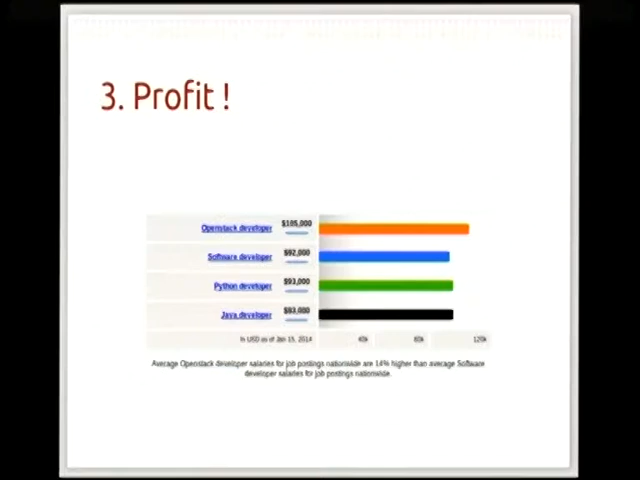 3. Profit !
Openstack developer $105,000
Software developer $92,000
Python developer $93,000
Java developer $93,000
In USD as of Jan 15, 2014 40k 80k 120k
Average Openstack developer salaries for job postings nationwide are 14% higher than average Software
developer salaries for job postings nationwide.